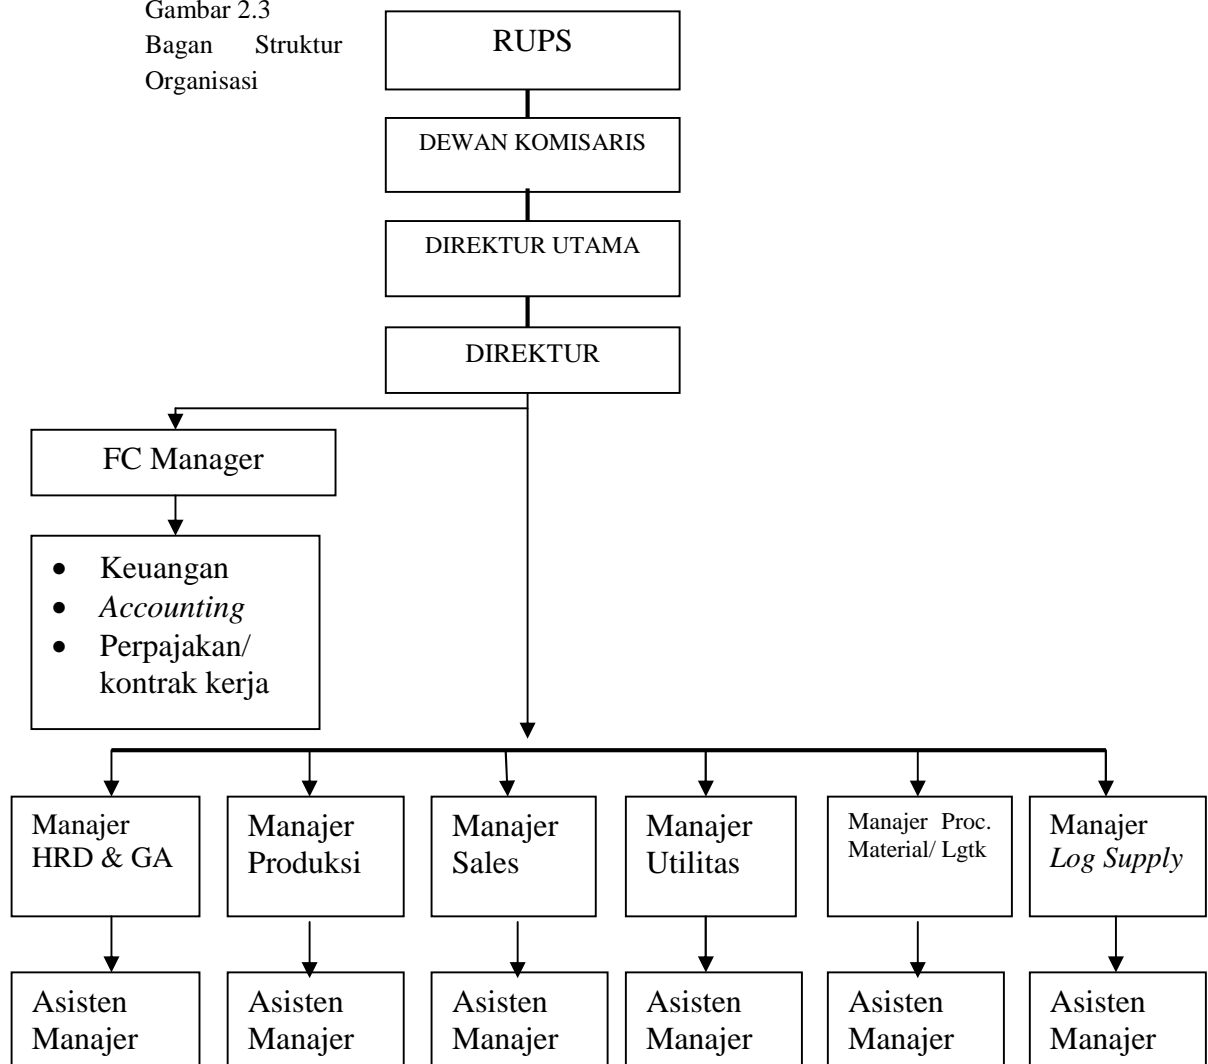 Gambar 2.3
Bagan Struktur
Organisasi
RUPS
DEWAN KOMISARIS
DIREKTUR UTAMA
DIREKTUR
FC Manager
• Keuangan
• Accounting
• Perpajakan/
kontrak kerja
Manajer
HRD & GA
Manajer
Produksi
Manajer
Sales
Manajer
Utilitas
Manajer Proc.
Material/ Lgtk
Manajer
Log Supply
Asisten
Manajer
Asisten
Manajer
Asisten
Manajer
Asisten
Manajer
Asisten
Manajer
Asisten
Manajer